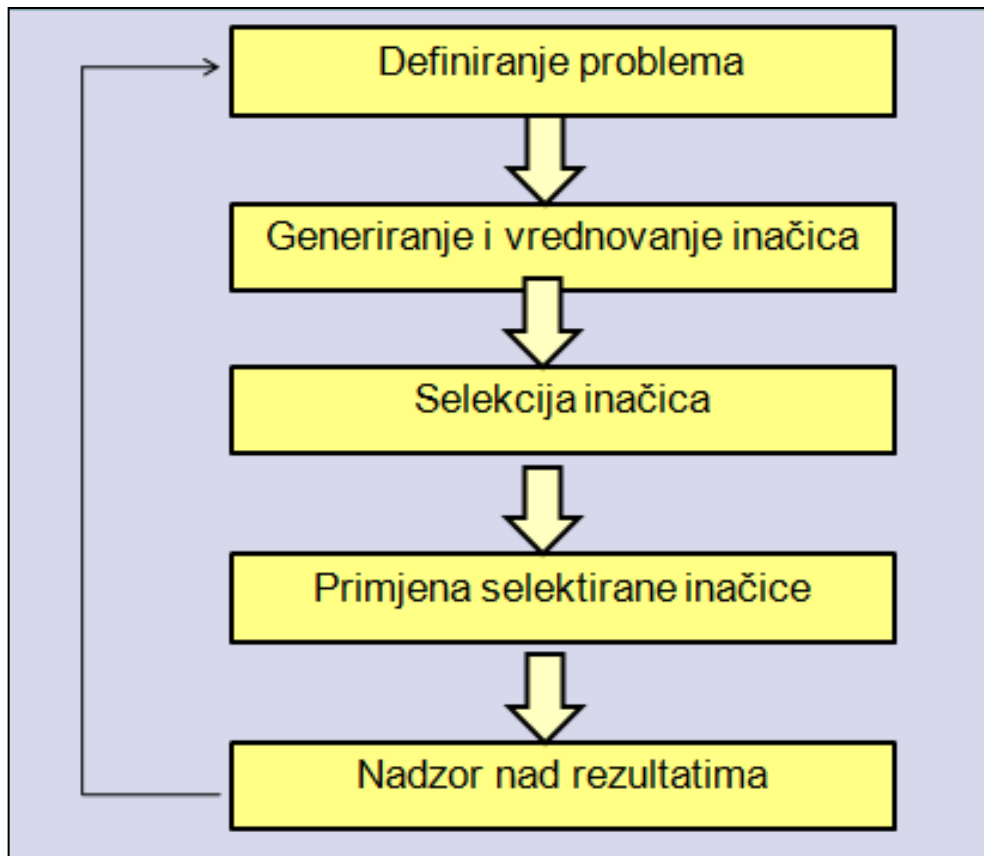 Definiranje problema
Generiranje i vrednovanje inačica
Selekcija inačica
Primjena selektirane inačice
Nadzor nad rezultatima